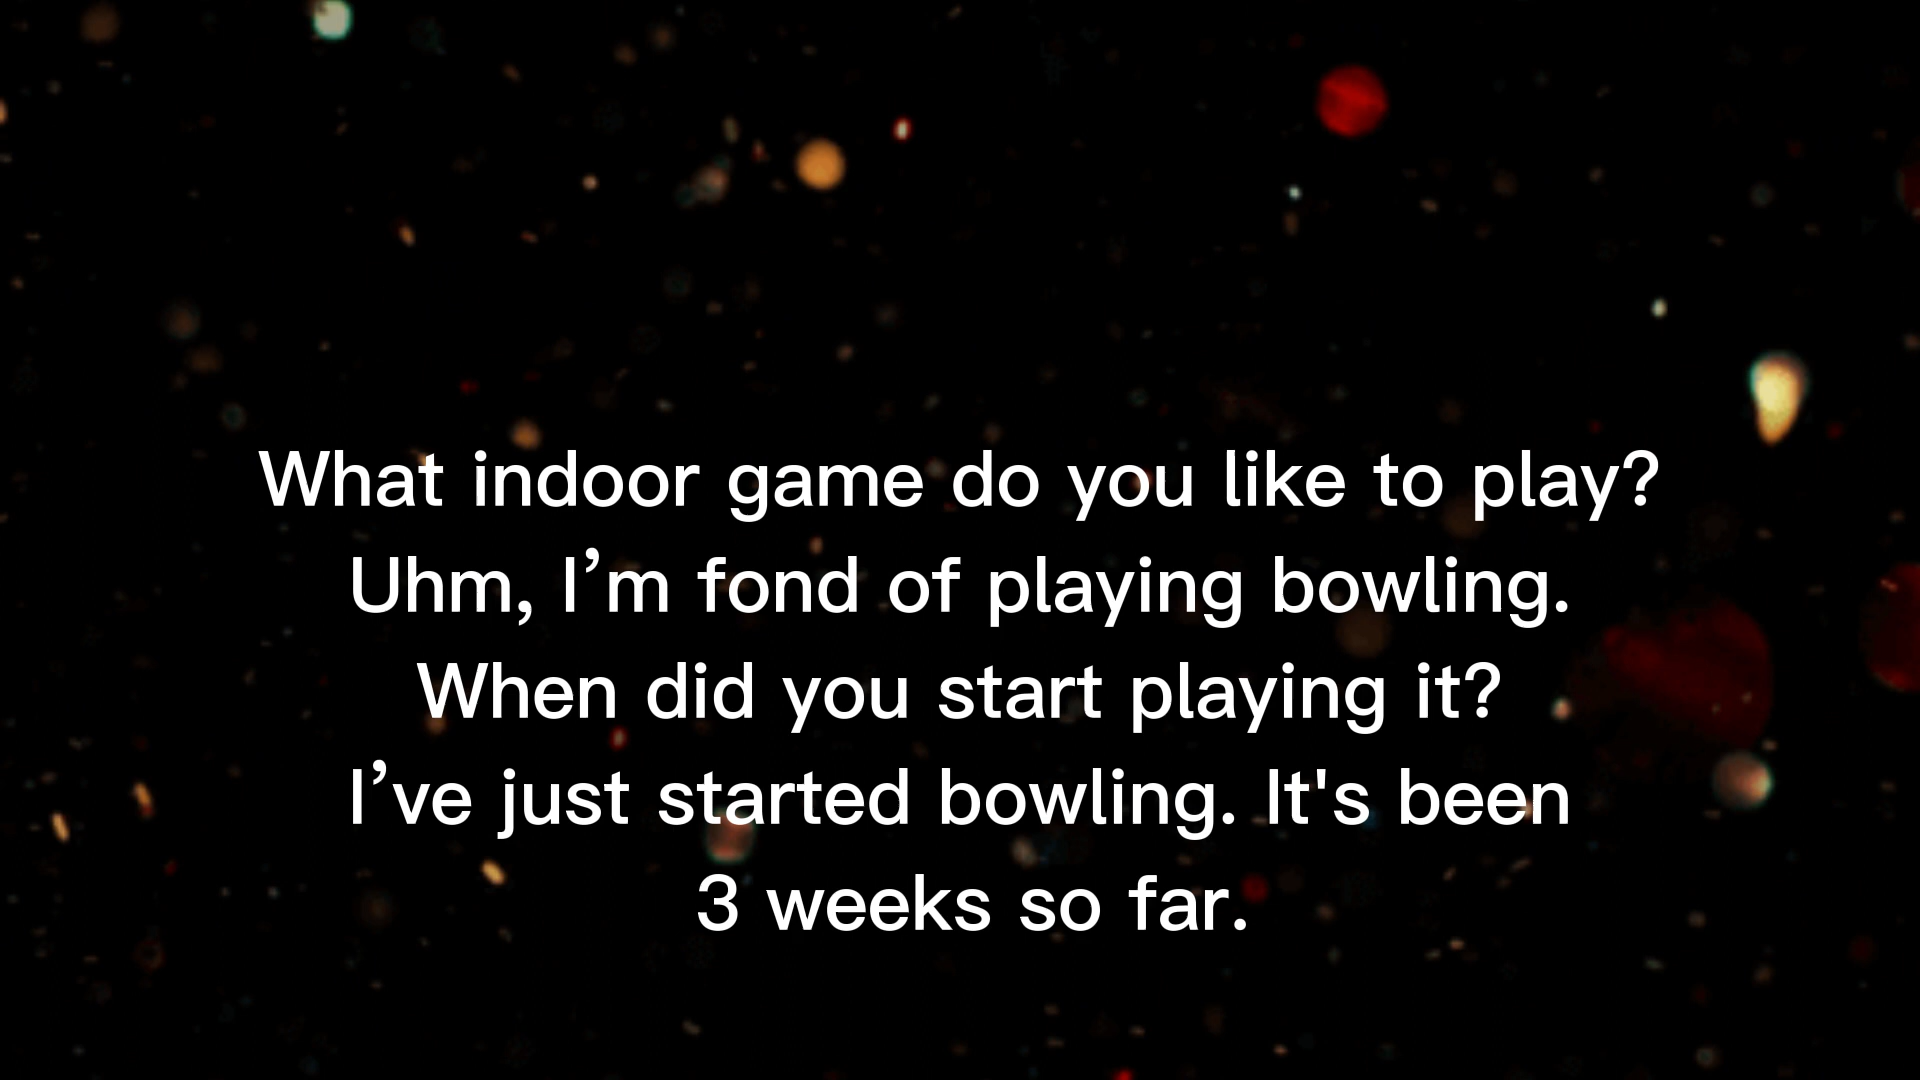 What indoor game do you like to play?
Uhm, I’m fond of playing bowling.
When did you start playing it?
I’ve just started bowling. It's been
3 weeks so far.